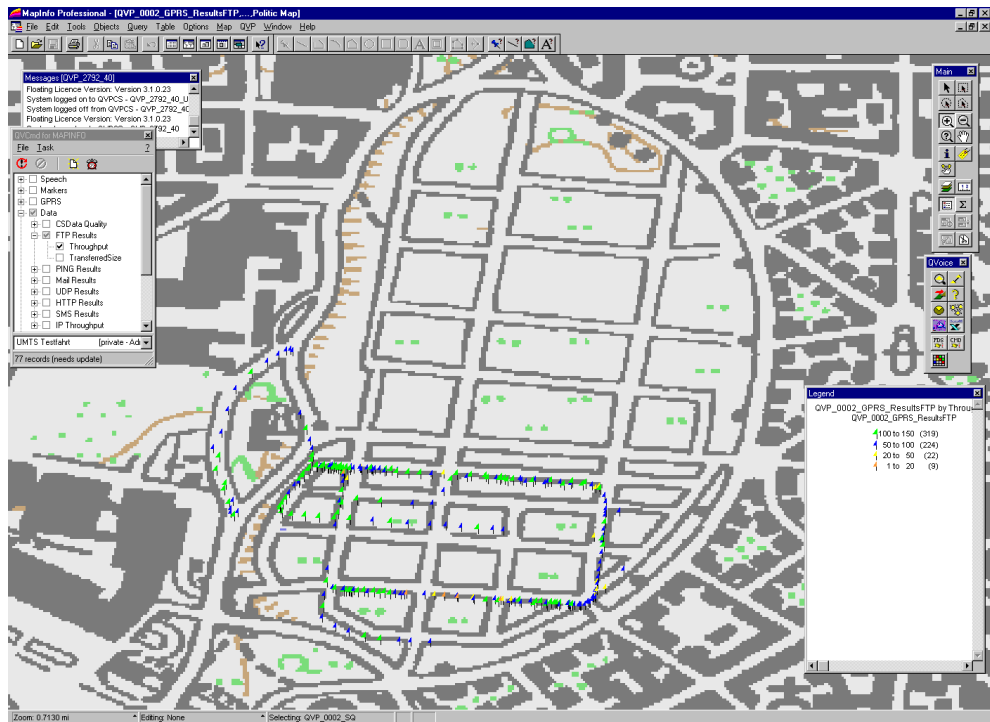 MapInfo Professional - [QVP_0002_GPRS_ResultsFTP,...,Politic Map]
File Edit Tools Objects Query Table Options Map QVP Window Help
Messages [QVP_2792_40]
Floating Licence Version: Version 3.1.0.23
System logged on to QVPCS - QVP_2792_40_U
System logged off from QVPCS - QVP_2792_40
Floating Licence Version: Version 3.1.0.23
QVCmd for MAPINFO
File Task ?
Speech
Markers
GPRS
Data
CSData Quality
FTP Results
Throughput
TransferredSize
PING Results
Mail Results
UDP Results
HTTP Results
SMS Results
IP Throughput
UMTS Testfahrt [private - Adr
77 records (needs update)
Main
QVoice
FDS CMD
Legend
QVP_0002_GPRS_ResultsFTP by Throu
QVP_0002_GPRS_ResultsFTP
100 to 150 (319)
50 to 100 (224)
20 to 50 (22)
1 to 20 (9)
Zoom: 0.7130 mi Editing: None Selecting: QVP_0002_SQ